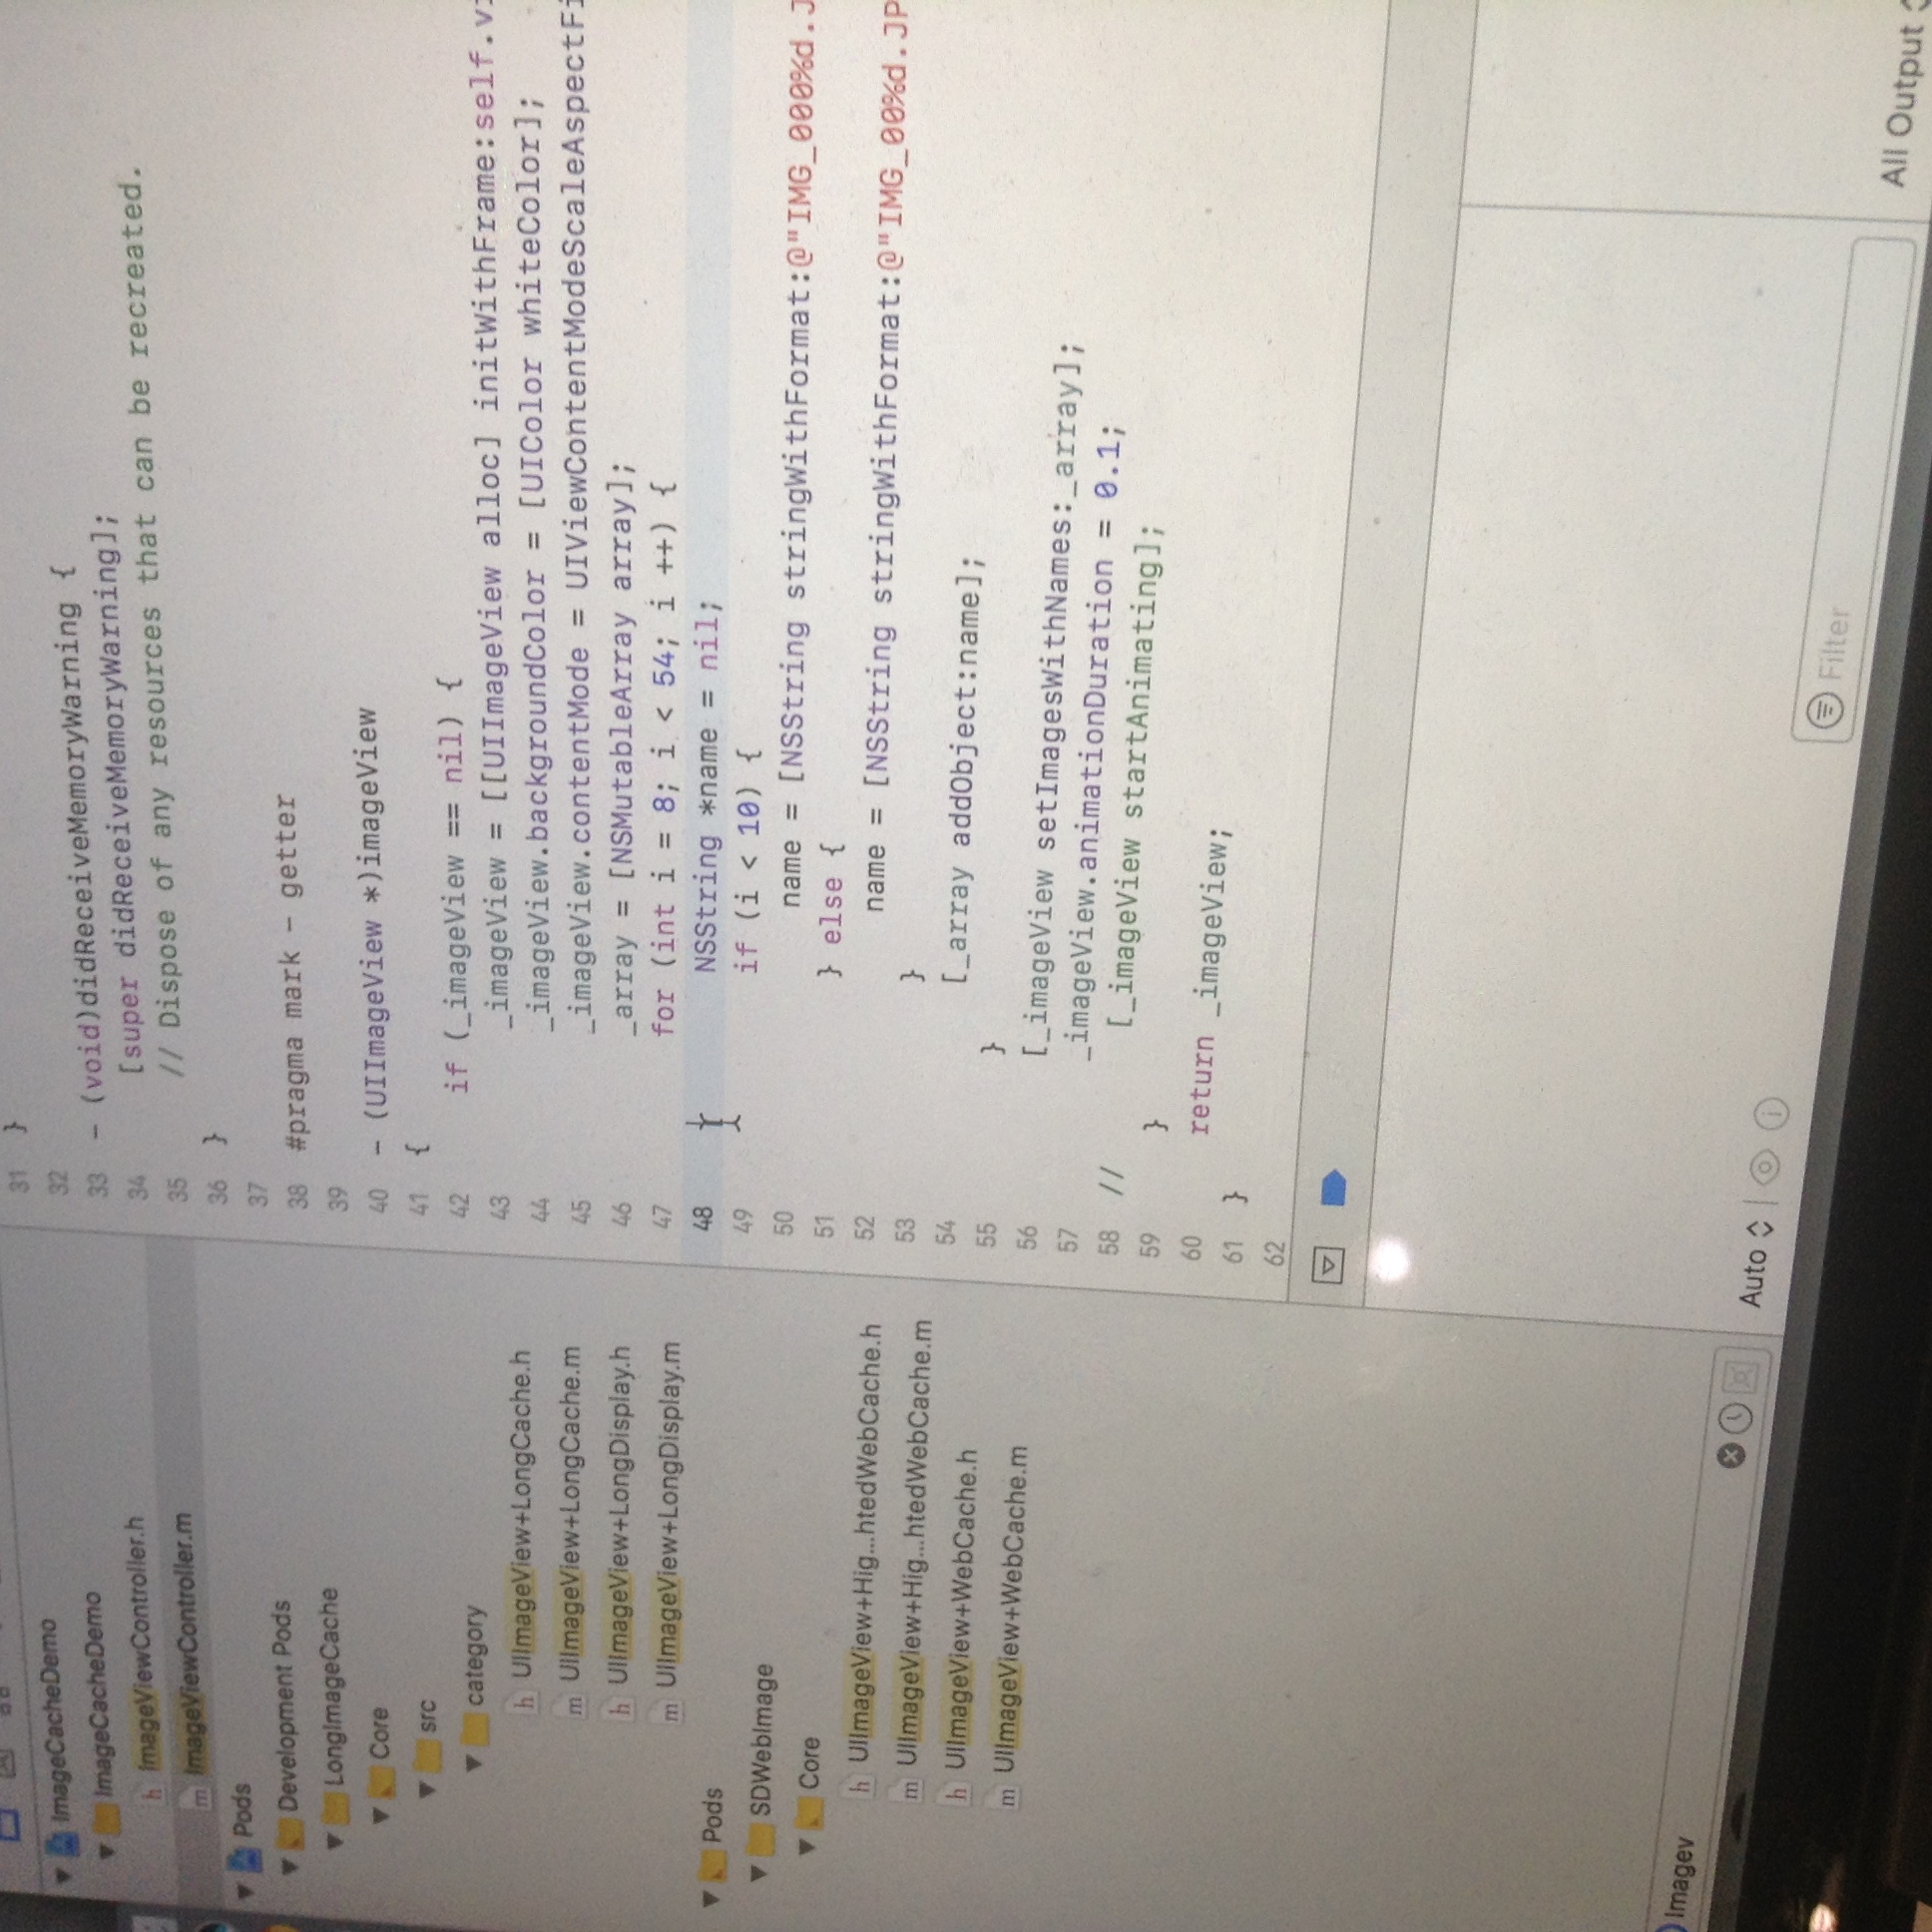 ImageCacheDemo
ImageCacheDemo
h ImageViewController.h
m ImageViewController.m
Pods
Development Pods
LongImageCache
Core
src
category
h UIImageView+LongCache.h
m UIImageView+LongCache.m
h UIImageView+LongDisplay.h
m UIImageView+LongDisplay.m
Pods
SDWebImage
Core
h UIImageView+Hig...htedWebCache.h
m UIImageView+Hig...htedWebCache.m
h UIImageView+WebCache.h
m UIImageView+WebCache.m
Imagev
31 }
32
33 - (void)didReceiveMemoryWarning {
34 [super didReceiveMemoryWarning];
35 // Dispose of any resources that can be recreated.
36 }
37
38 #pragma mark - getter
39
40 - (UIImageView *)imageView
41 {
42 if (_imageView == nil) {
43 _imageView = [[UIImageView alloc] initWithFrame:self.vi
44 _imageView.backgroundColor = [UIColor whiteColor];
45 _imageView.contentMode = UIViewContentModeScaleAspectFi
46 _array = [NSMutableArray array];
47 for (int i = 8; i < 54; i ++) {
48 NSString *name = nil;
49 if (i < 10) {
50 name = [NSString stringWithFormat:@"IMG_000%d.J
51 } else {
52 name = [NSString stringWithFormat:@"IMG_00%d.JP
53 }
54 [_array addObject:name];
55 }
56 [_imageView setImagesWithNames:_array];
57 _imageView.animationDuration = 0.1;
58 // [_imageView startAnimating];
59 }
60 return _imageView;
61 }
62
Auto
Filter
All Output